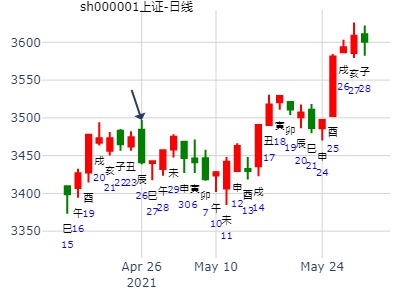 sh000001上证-日线
3600
3550
3500
3450
3400
3350
巳
15
午
16
酉
19
戌
20
亥
21
子
22
丑
23
辰
26
巳
27
午
28
未
29
申
30
寅
6
卯
7
午
10
未
11
申
12
酉
13
戌
14
丑
17
寅
18
卯
19
辰
20
巳
21
申
24
酉
25
戌
26
亥
27
子
28
Apr 26
2021
May 10
May 24